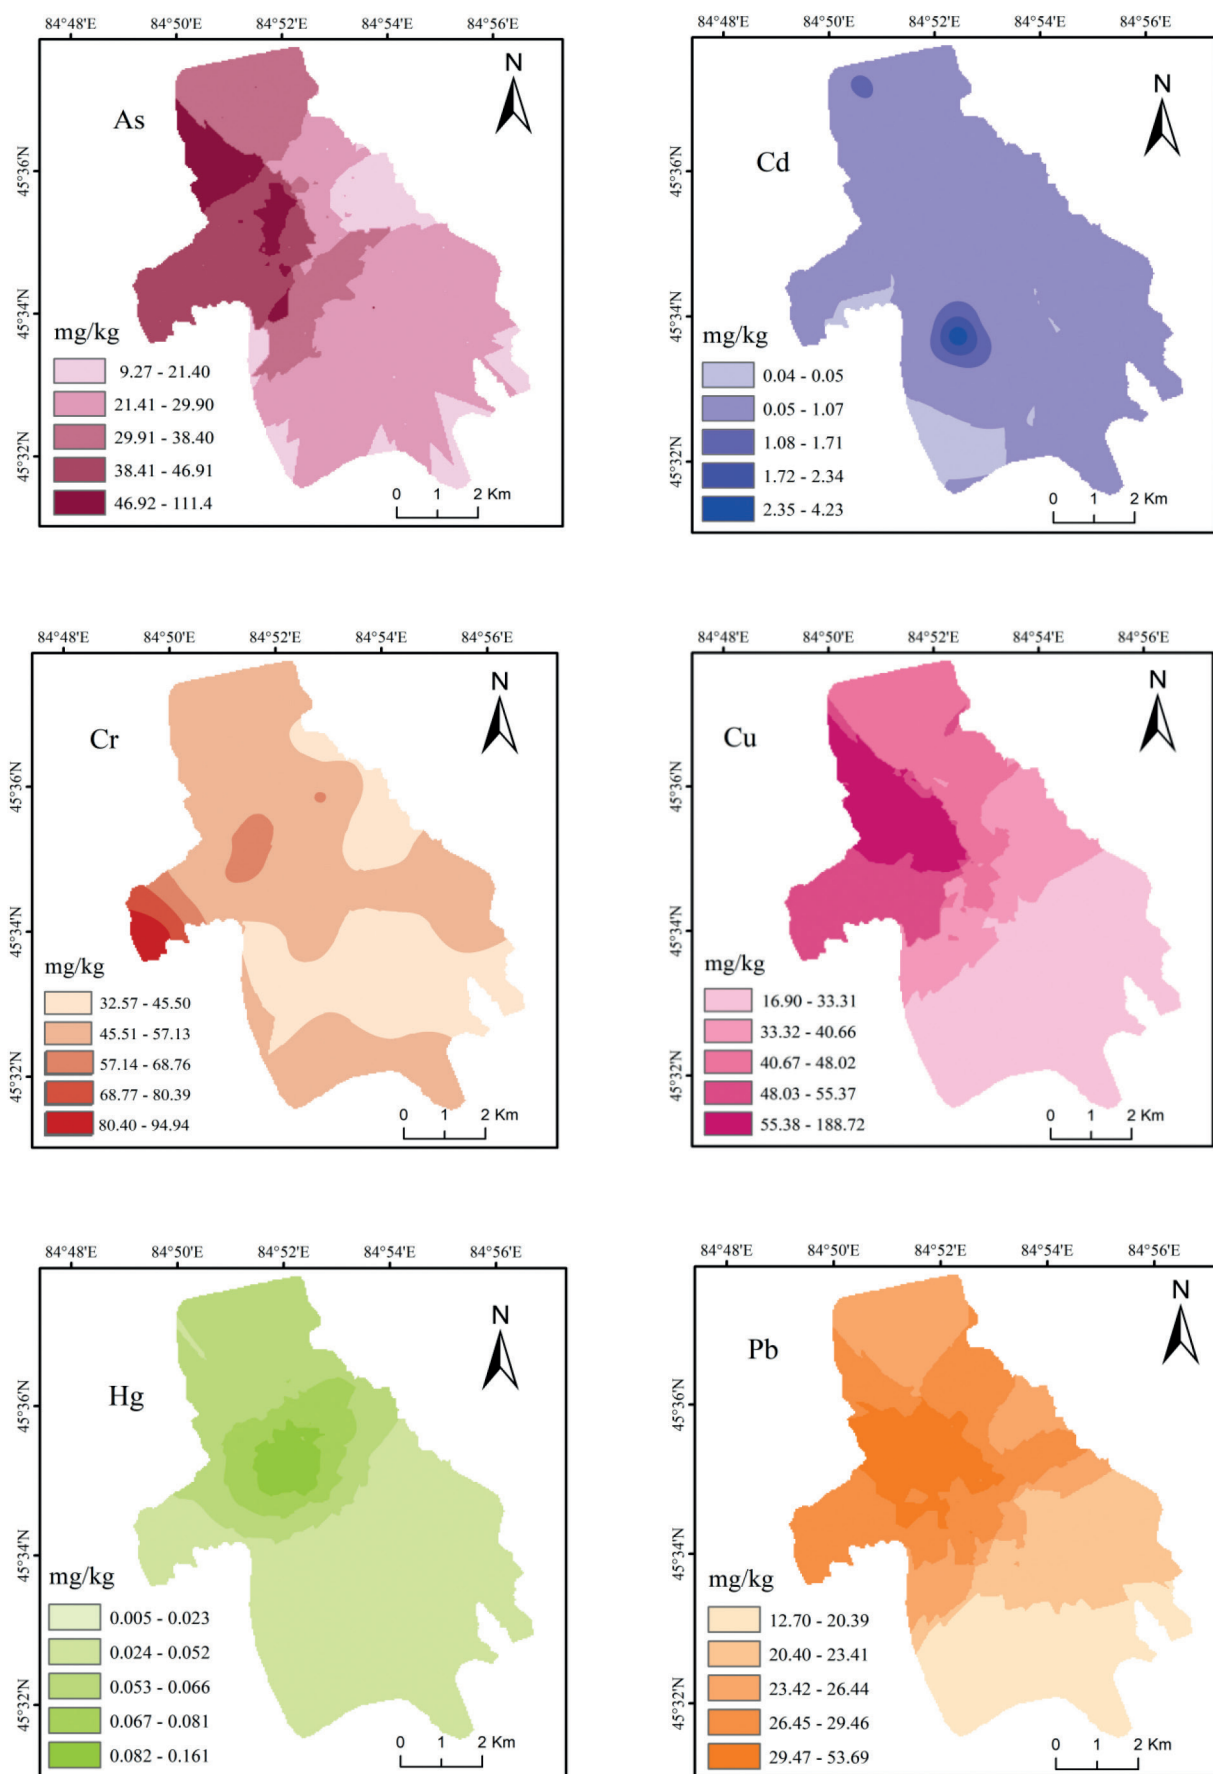 84°48'E 84°50'E 84°52'E 84°54'E 84°56'E
45°36'N
45°34'N
45°32'N
As
N
mg/kg
9.27 - 21.40
21.41 - 29.90
29.91 - 38.40
38.41 - 46.91
46.92 - 111.4
0 1 2 Km
84°48'E 84°50'E 84°52'E 84°54'E 84°56'E
45°36'N
45°34'N
45°32'N
Cd
N
mg/kg
0.04 - 0.05
0.05 - 1.07
1.08 - 1.71
1.72 - 2.34
2.35 - 4.23
0 1 2 Km
84°48'E 84°50'E 84°52'E 84°54'E 84°56'E
45°36'N
45°34'N
45°32'N
Cr
N
mg/kg
32.57 - 45.50
45.51 - 57.13
57.14 - 68.76
68.77 - 80.39
80.40 - 94.94
0 1 2 Km
84°48'E 84°50'E 84°52'E 84°54'E 84°56'E
45°36'N
45°34'N
45°32'N
Cu
N
mg/kg
16.90 - 33.31
33.32 - 40.66
40.67 - 48.02
48.03 - 55.37
55.38 - 188.72
0 1 2 Km
84°48'E 84°50'E 84°52'E 84°54'E 84°56'E
45°36'N
45°34'N
45°32'N
Hg
N
mg/kg
0.005 - 0.023
0.024 - 0.052
0.053 - 0.066
0.067 - 0.081
0.082 - 0.161
0 1 2 Km
84°48'E 84°50'E 84°52'E 84°54'E 84°56'E
45°36'N
45°34'N
45°32'N
Pb
N
mg/kg
12.70 - 20.39
20.40 - 23.41
23.42 - 26.44
26.45 - 29.46
29.47 - 53.69
0 1 2 Km